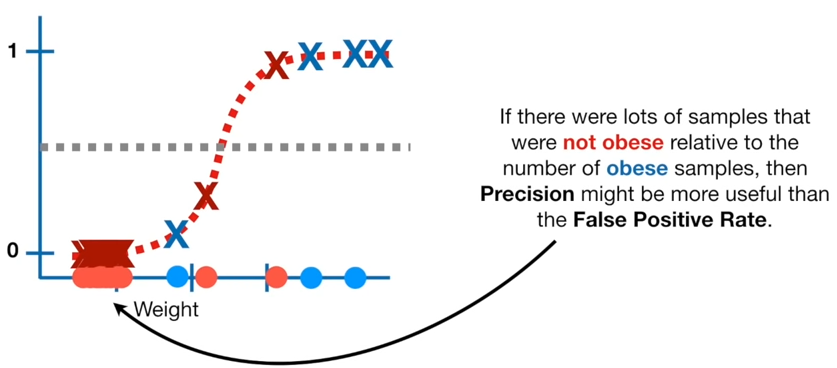 1
0
Weight
If there were lots of samples that
were not obese relative to the
number of obese samples, then
Precision might be more useful than
the False Positive Rate.